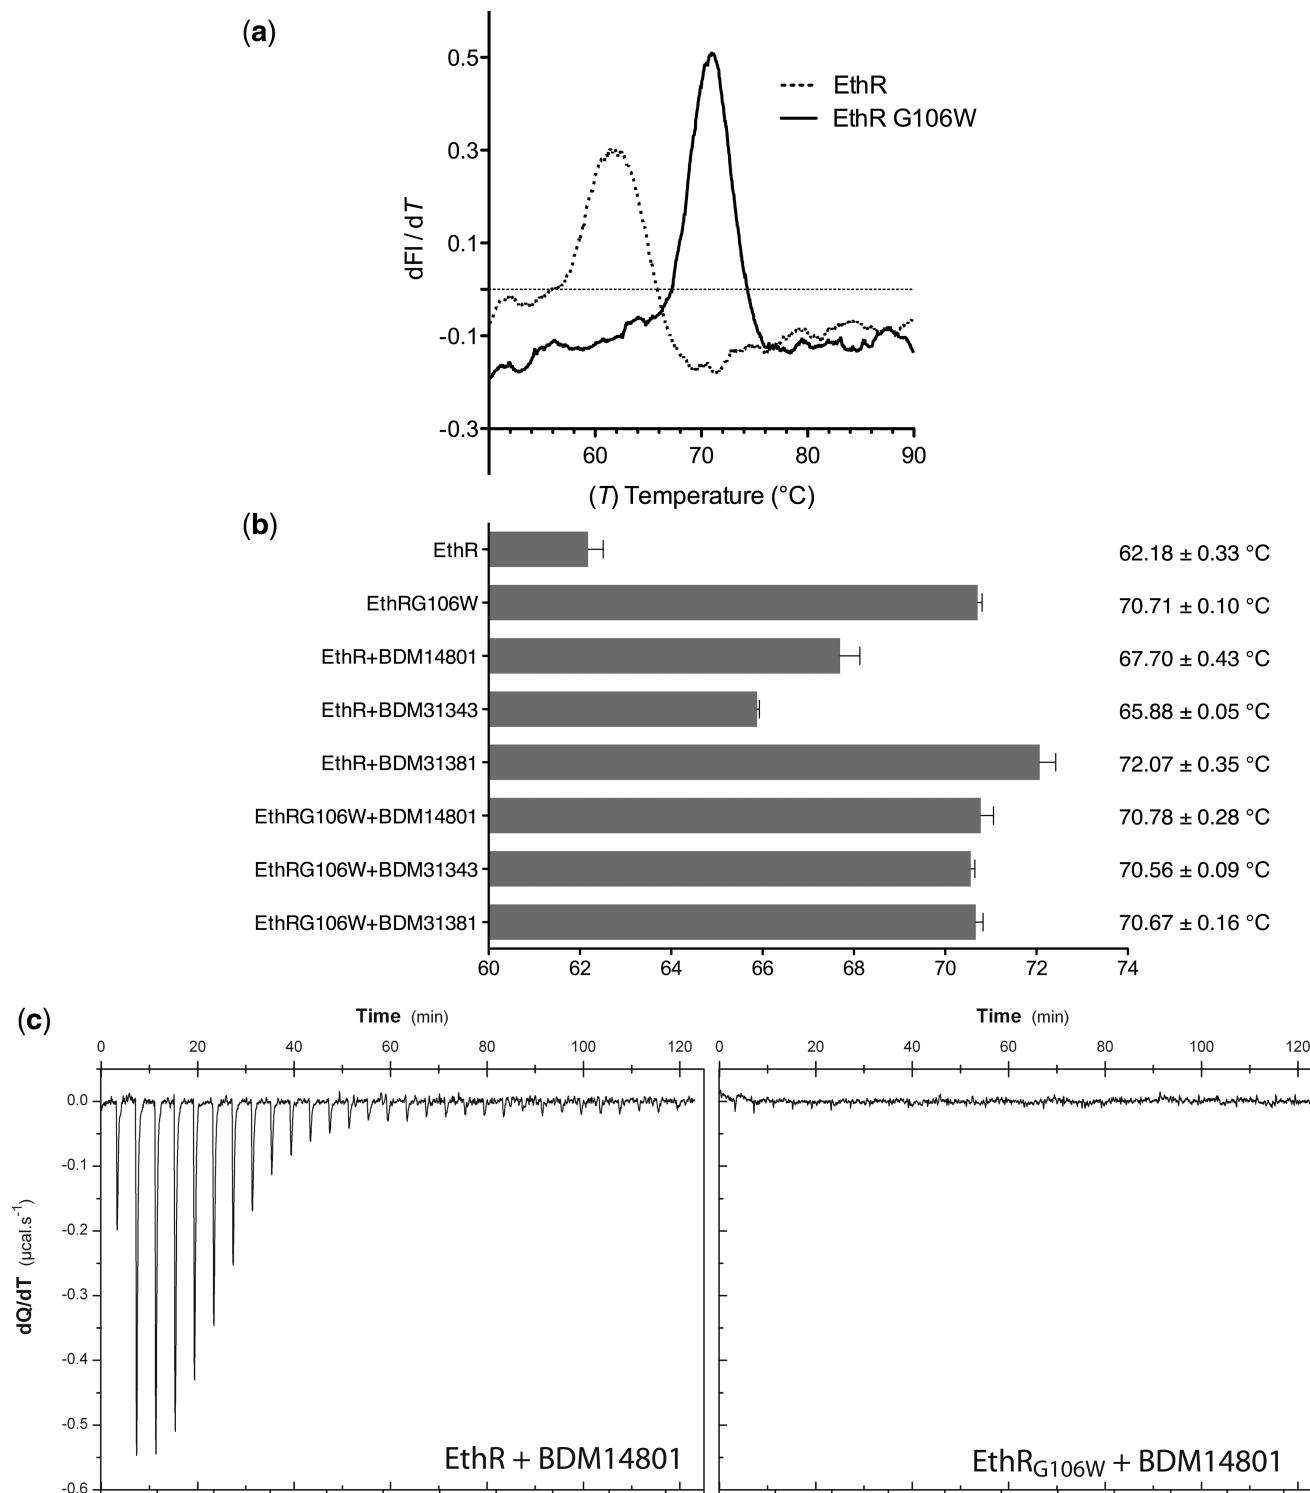 (a)
0.5
0.3
0.1
-0.1
-0.3
dFI / dT
EthR
EthR G106W
60 70 80 90
(T) Temperature (°C)
(b)
EthR 62.18 ± 0.33 °C
EthRG106W 70.71 ± 0.10 °C
EthR+BDM14801 67.70 ± 0.43 °C
EthR+BDM31343 65.88 ± 0.05 °C
EthR+BDM31381 72.07 ± 0.35 °C
EthRG106W+BDM14801 70.78 ± 0.28 °C
EthRG106W+BDM31343 70.56 ± 0.09 °C
EthRG106W+BDM31381 70.67 ± 0.16 °C
60 62 64 66 68 70 72 74
(c)
Time (min)
0 20 40 60 80 100 120
0.0
-0.1
-0.2
-0.3
-0.4
-0.5
-0.6
dQ/dT (µcal.s⁻¹)
EthR + BDM14801
Time (min)
0 20 40 60 80 100 120
EthRG106W + BDM14801